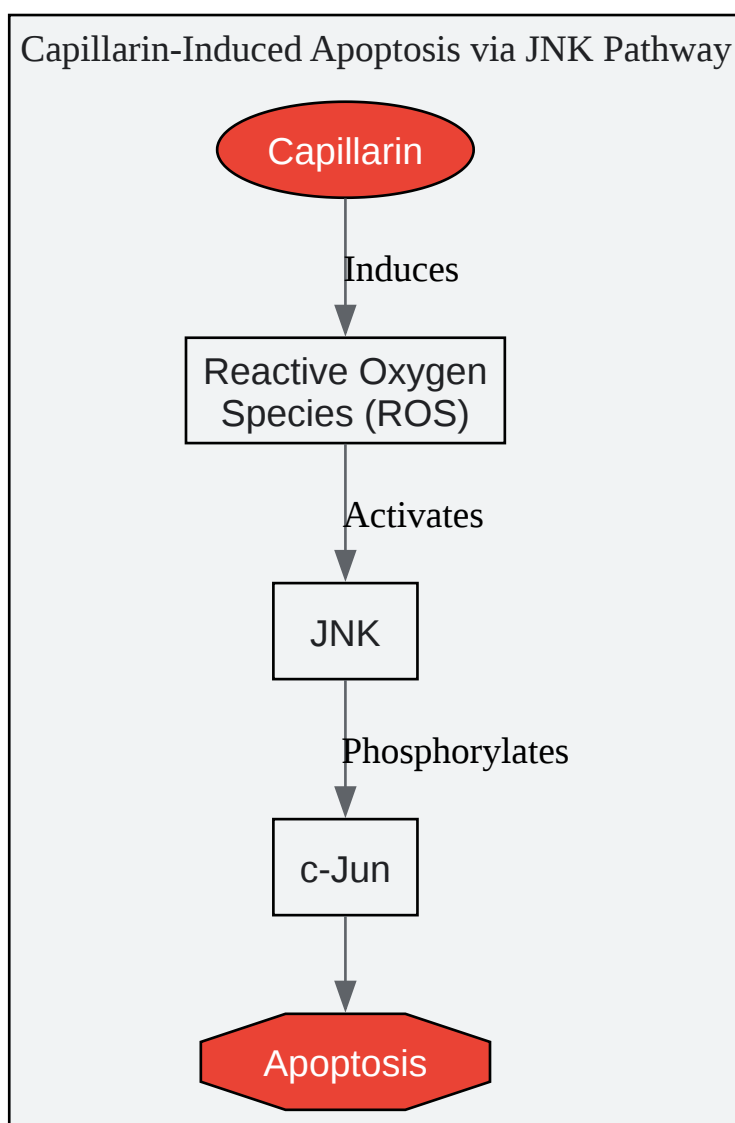 Capillarin-Induced Apoptosis via JNK Pathway
Capillarin
Induces
Reactive Oxygen
Species (ROS)
Activates
JNK
Phosphorylates
c-Jun
Apoptosis